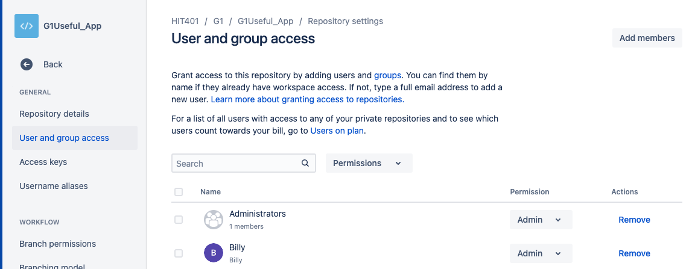 G1Useful_App
HIT401 / G1 / G1Useful_App / Repository settings
User and group access
Add members
Back
Grant access to this repository by adding users and groups. You can find them by
name if they already have workspace access. If not, type a full email address to add a
new user. Learn more about granting access to repositories.
For a list of all users with access to any of your private repositories and to see which
users count towards your bill, go to Users on plan.
GENERAL
Repository details
User and group access
Access keys
Username aliases
WORKFLOW
Branch permissions
Branching model
Search
Permissions
Name Permission Actions
Administrators
1 members
Admin Remove
B Billy
Billy
Admin Remove